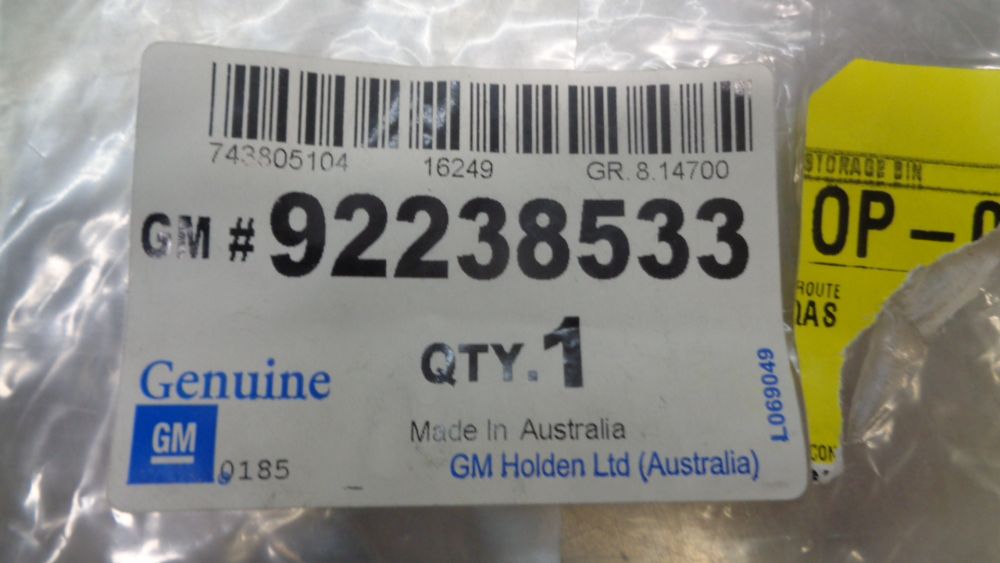 743805104 16249 GR. 8.14700
GM # 92238533
QTY. 1
Genuine
GM
0185
Made In Australia
GM Holden Ltd (Australia)
L069049
STORAGE BIN
OP -
ROUTE